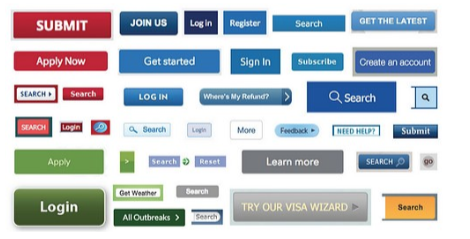 SUBMIT
JOIN US
Log in
Register
Search
GET THE LATEST
Apply Now
Get started
Sign In
Subscribe
Create an account
SEARCH
Search
LOG IN
Where's My Refund?
Search
SEARCH
Login
Search
Login
More
Feedback
NEED HELP?
Submit
Apply
>
Search
Reset
Learn more
SEARCH
go
Login
Get Weather
Search
All Outbreaks >
Search
TRY OUR VISA WIZARD
Search